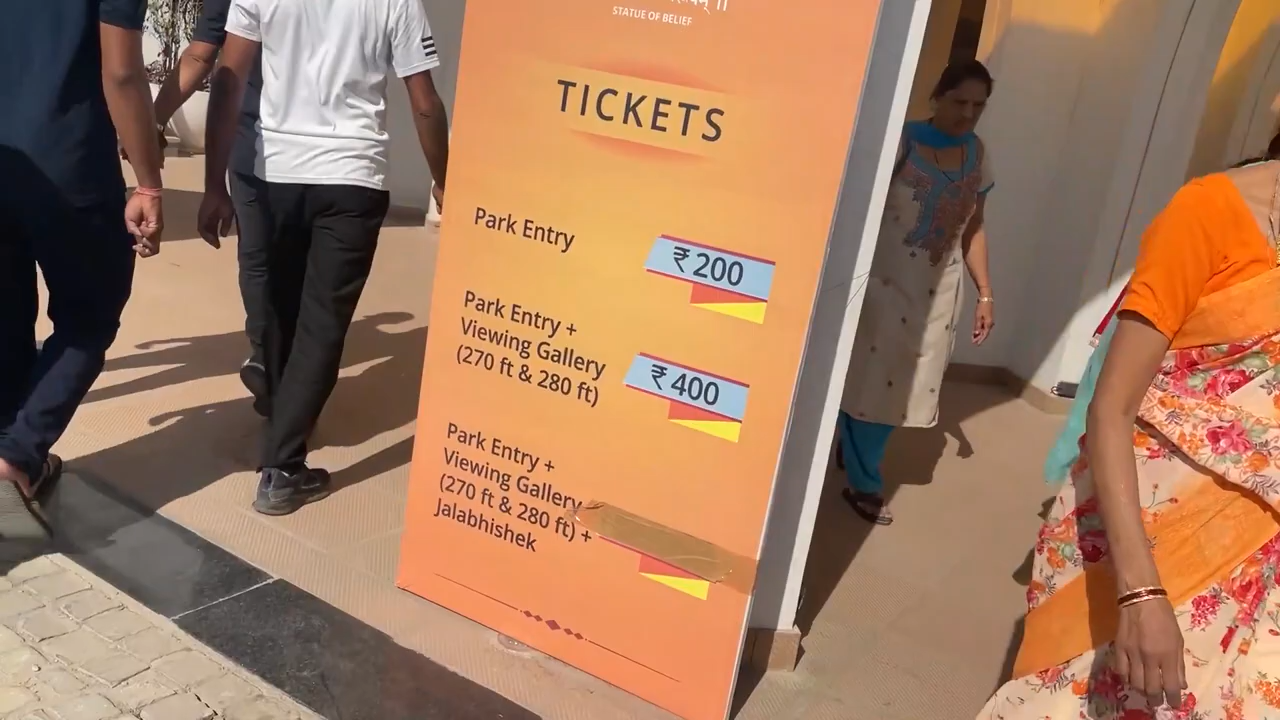 STATUE OF BELIEF
TICKETS
Park Entry
₹ 200
Park Entry +
Viewing Gallery
(270 ft & 280 ft)
₹ 400
Park Entry +
Viewing Gallery
(270 ft & 280 ft) +
Jalabhishek